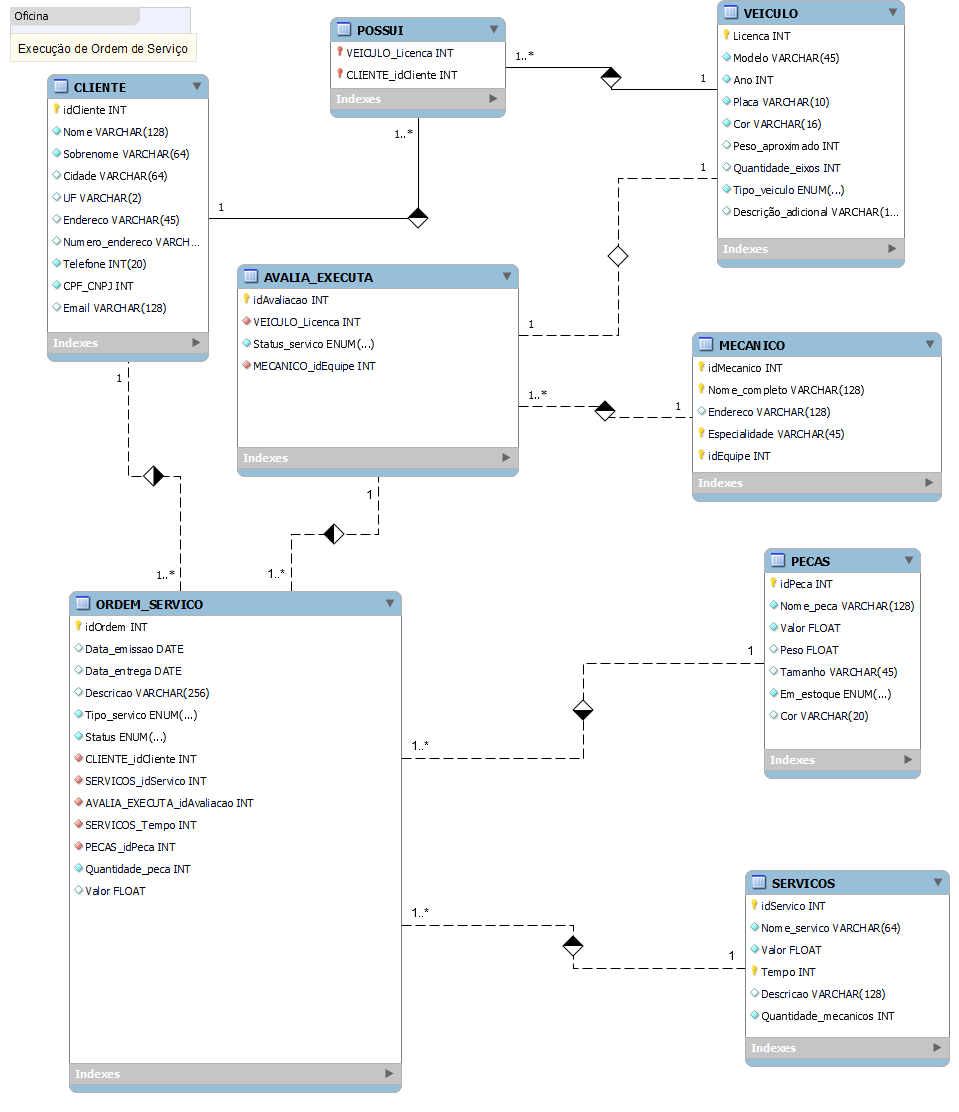 Oficina
Execução de Ordem de Serviço
CLIENTE
idCliente INT
Nome VARCHAR(128)
Sobrenome VARCHAR(64)
Cidade VARCHAR(64)
UF VARCHAR(2)
Endereco VARCHAR(45)
Numero_endereco VARCH...
Telefone INT(20)
CPF_CNPJ INT
Email VARCHAR(128)
Indexes
POSSUI
VEICULO_Licenca INT
CLIENTE_idCliente INT
Indexes
1..*
1
1..*
1
VEICULO
Licenca INT
Modelo VARCHAR(45)
Ano INT
Placa VARCHAR(10)
Cor VARCHAR(16)
Peso_aproximado INT
Quantidade_eixos INT
Tipo_veiculo ENUM(...)
Descrição_adicional VARCHAR(1...
Indexes
1
1
AVALIA_EXECUTA
idAvaliacao INT
VEICULO_Licenca INT
Status_servico ENUM(...)
MECANICO_idEquipe INT
Indexes
1..*
1
MECANICO
idMecanico INT
Nome_completo VARCHAR(128)
Endereco VARCHAR(128)
Especialidade VARCHAR(45)
idEquipe INT
Indexes
1
1..*
1
1..*
ORDEM_SERVICO
idOrdem INT
Data_emissao DATE
Data_entrega DATE
Descricao VARCHAR(256)
Tipo_servico ENUM(...)
Status ENUM(...)
CLIENTE_idCliente INT
SERVICOS_idServico INT
AVALIA_EXECUTA_idAvaliacao INT
SERVICOS_Tempo INT
PECAS_idPeca INT
Quantidade_peca INT
Valor FLOAT
Indexes
1..*
1
PECAS
idPeca INT
Nome_peca VARCHAR(128)
Valor FLOAT
Peso FLOAT
Tamanho VARCHAR(45)
Em_estoque ENUM(...)
Cor VARCHAR(20)
Indexes
1..*
1
SERVICOS
idServico INT
Nome_servico VARCHAR(64)
Valor FLOAT
Tempo INT
Descricao VARCHAR(128)
Quantidade_mecanicos INT
Indexes